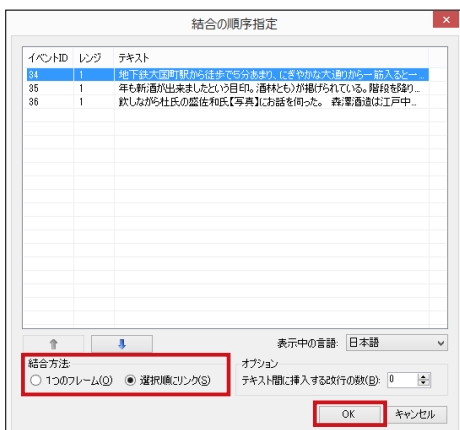 結合の順序指定
イベントID レンジ テキスト
34 1 地下鉄大国町駅から徒歩で5分あまり、にぎやかな大通りから一筋入ると一...
35 1 年も新酒が出来ましたという目印。酒林とも)が掲げられている。階段を降り...
36 1 飲しながら杜氏の盛佐和氏【写真】にお話を伺った。 森澤酒造は江戸中...
表示中の言語: 日本語
結合方法:
1つのフレーム(O) 選択順にリンク(S)
オプション
テキスト間に挿入する改行の数(B): 0
OK キャンセル